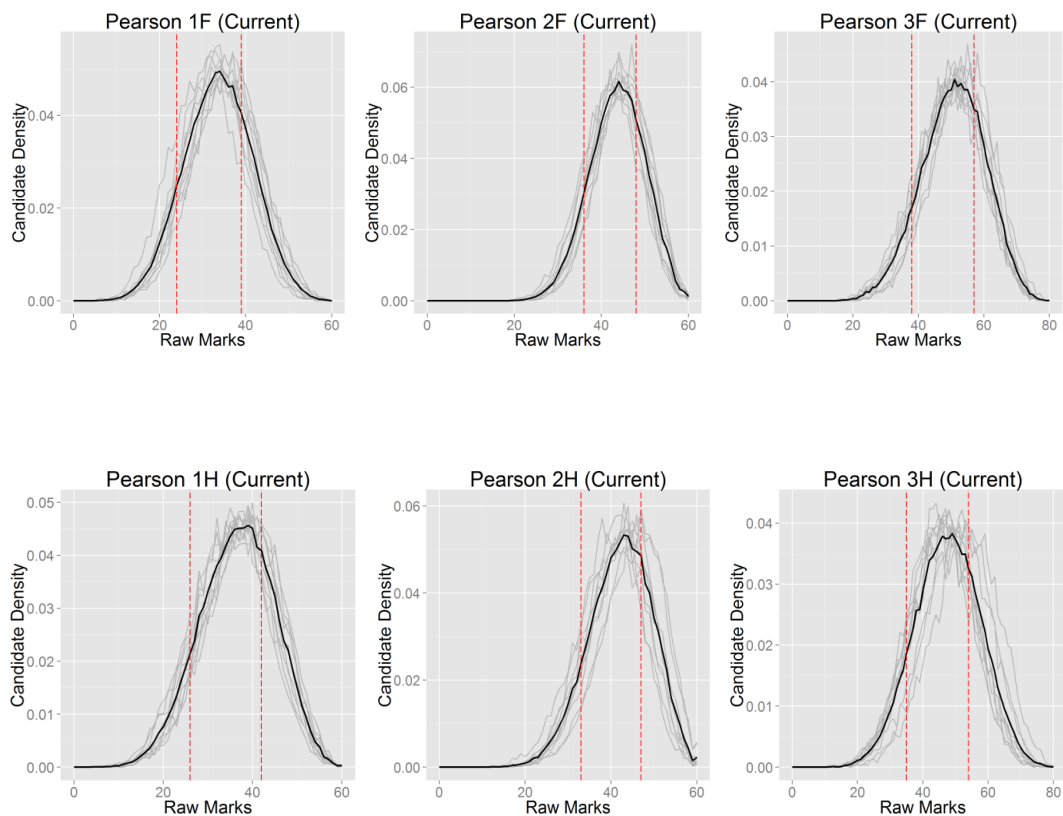 Pearson 1F (Current)
Pearson 2F (Current)
Pearson 3F (Current)
Candidate Density
0.04
0.02
0.00
0
20
40
60
Raw Marks
Candidate Density
0.06
0.04
0.02
0.00
0
20
40
60
Raw Marks
Candidate Density
0.04
0.03
0.02
0.01
0.00
0
20
40
60
80
Raw Marks
Pearson 1H (Current)
Pearson 2H (Current)
Pearson 3H (Current)
Candidate Density
0.05
0.04
0.03
0.02
0.01
0.00
0
20
40
60
Raw Marks
Candidate Density
0.06
0.04
0.02
0.00
0
20
40
60
Raw Marks
Candidate Density
0.04
0.03
0.02
0.01
0.00
0
20
40
60
80
Raw Marks